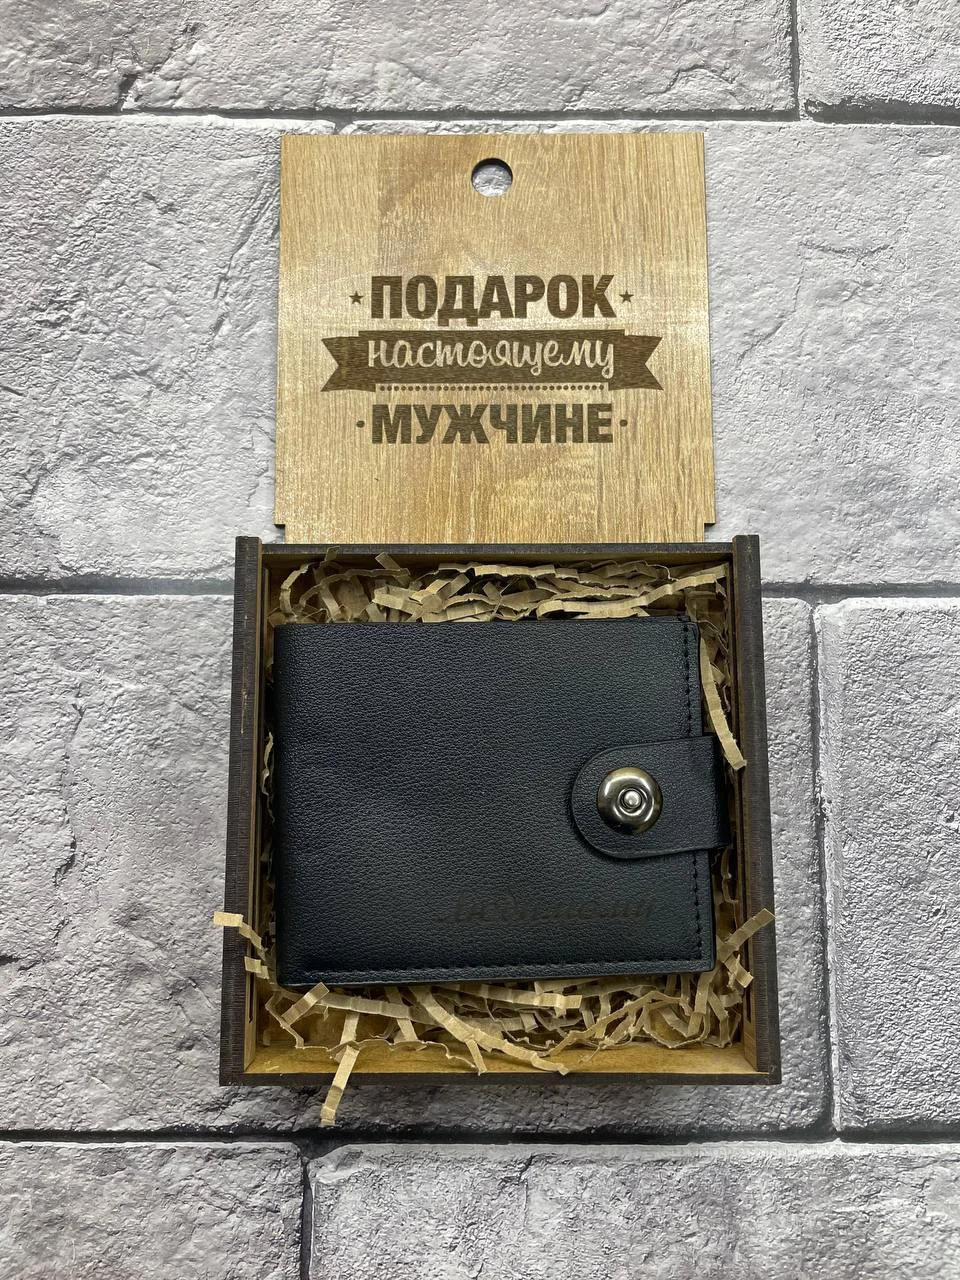 ПОДАРОК
настоящему
МУЖЧИНЕ